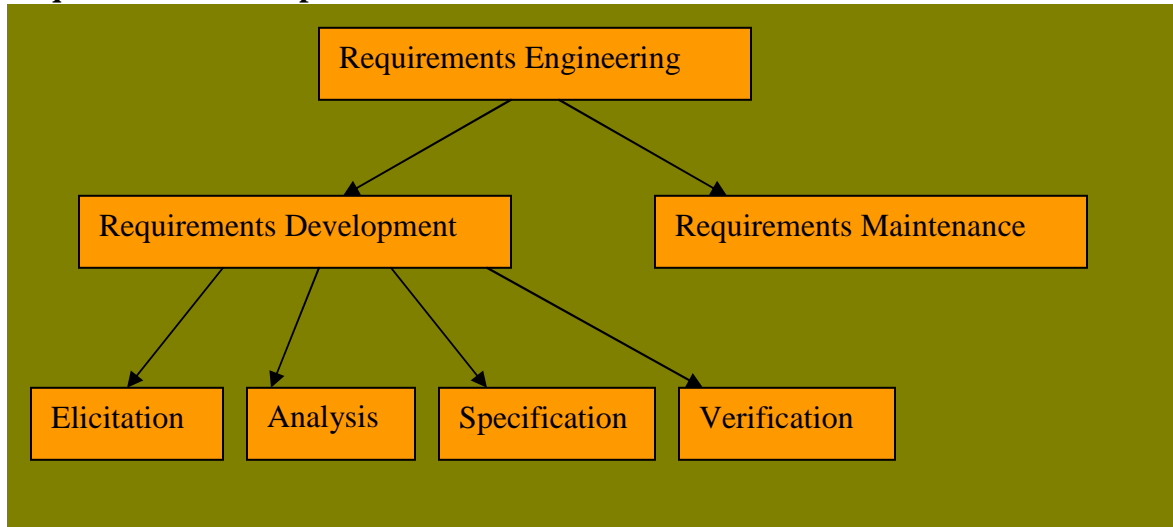 Requirements Engineering
Requirements Development
Requirements Maintenance
Elicitation
Analysis
Specification
Verification